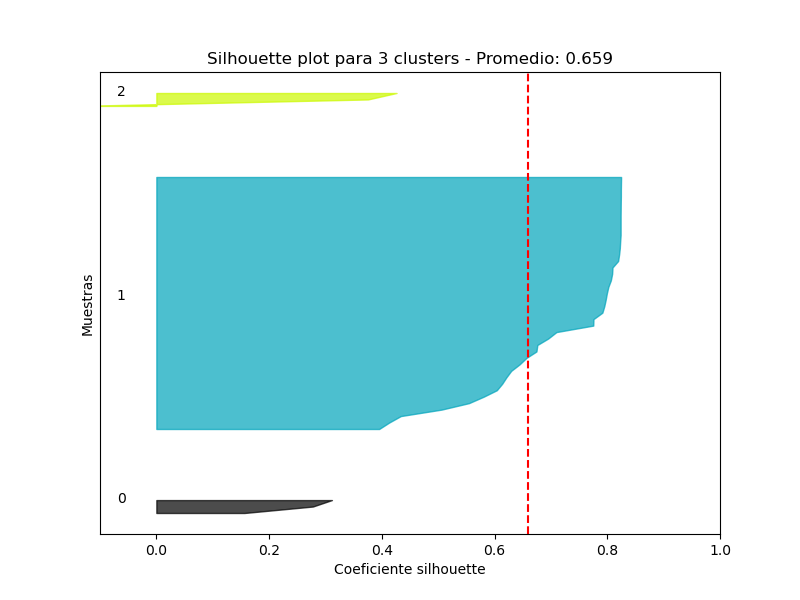 Silhouette plot para 3 clusters - Promedio: 0.659
2
1
0
Muestras
0.0 0.2 0.4 0.6 0.8 1.0
Coeficiente silhouette